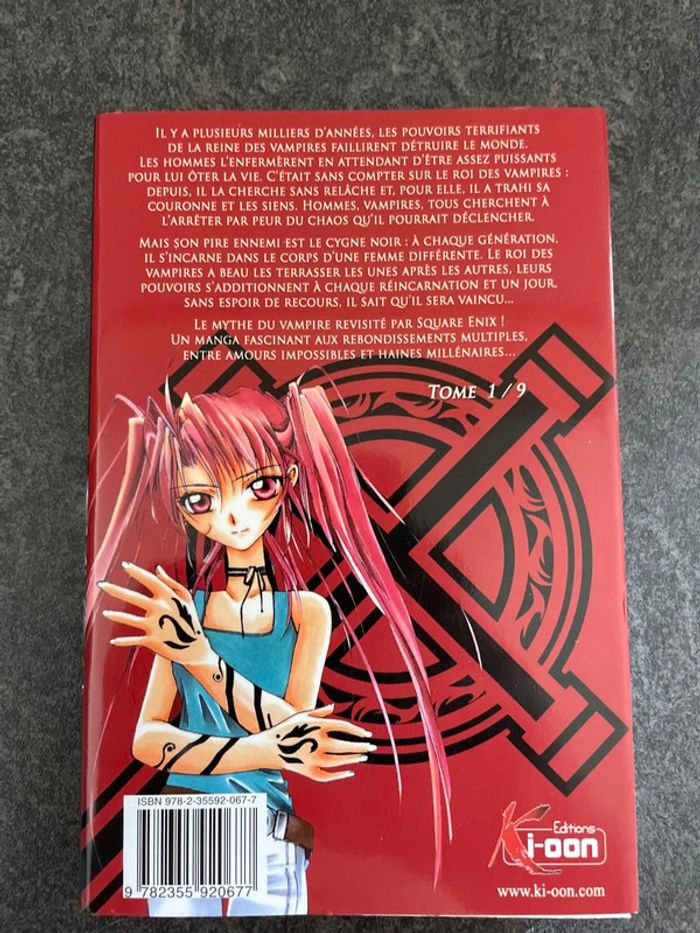 IL Y A PLUSIEURS MILLIERS D'ANNÉES, LES POUVOIRS TERRIFIANTS
DE LA REINE DES VAMPIRES FAILLIRENT DÉTRUIRE LE MONDE.
LES HOMMES L'ENFERMÈRENT EN ATTENDANT D'ÊTRE ASSEZ PUISSANTS
POUR LUI ÔTER LA VIE. C'ÉTAIT SANS COMPTER SUR LE ROI DES VAMPIRES :
DEPUIS, IL LA CHERCHE SANS RELÂCHE ET, POUR ELLE, IL A TRAHI SA
COURONNE ET LES SIENS. HOMMES, VAMPIRES, TOUS CHERCHENT À
L'ARRÊTER PAR PEUR DU CHAOS QU'IL POURRAIT DÉCLENCHER.
MAIS SON PIRE ENNEMI EST LE CYGNE NOIR : À CHAQUE GÉNÉRATION,
IL S'INCARNE DANS LE CORPS D'UNE FEMME DIFFÉRENTE. LE ROI DES
VAMPIRES A BEAU LES TERRASSER LES UNES APRÈS LES AUTRES, LEURS
POUVOIRS S'ADDITIONNENT À CHAQUE RÉINCARNATION ET UN JOUR,
SANS ESPOIR DE RECOURS, IL SAIT QU'IL SERA VAINCU...
LE MYTHE DU VAMPIRE REVISITÉ PAR SQUARE ENIX !
UN MANGA FASCINANT AUX REBONDISSEMENTS MULTIPLES,
ENTRE AMOURS IMPOSSIBLES ET HAINES MILLÉNAIRES...
TOME 1 / 9
ISBN 978-2-35592-067-7
9 782355 920677
Editions
Ki-oon
www.ki-oon.com